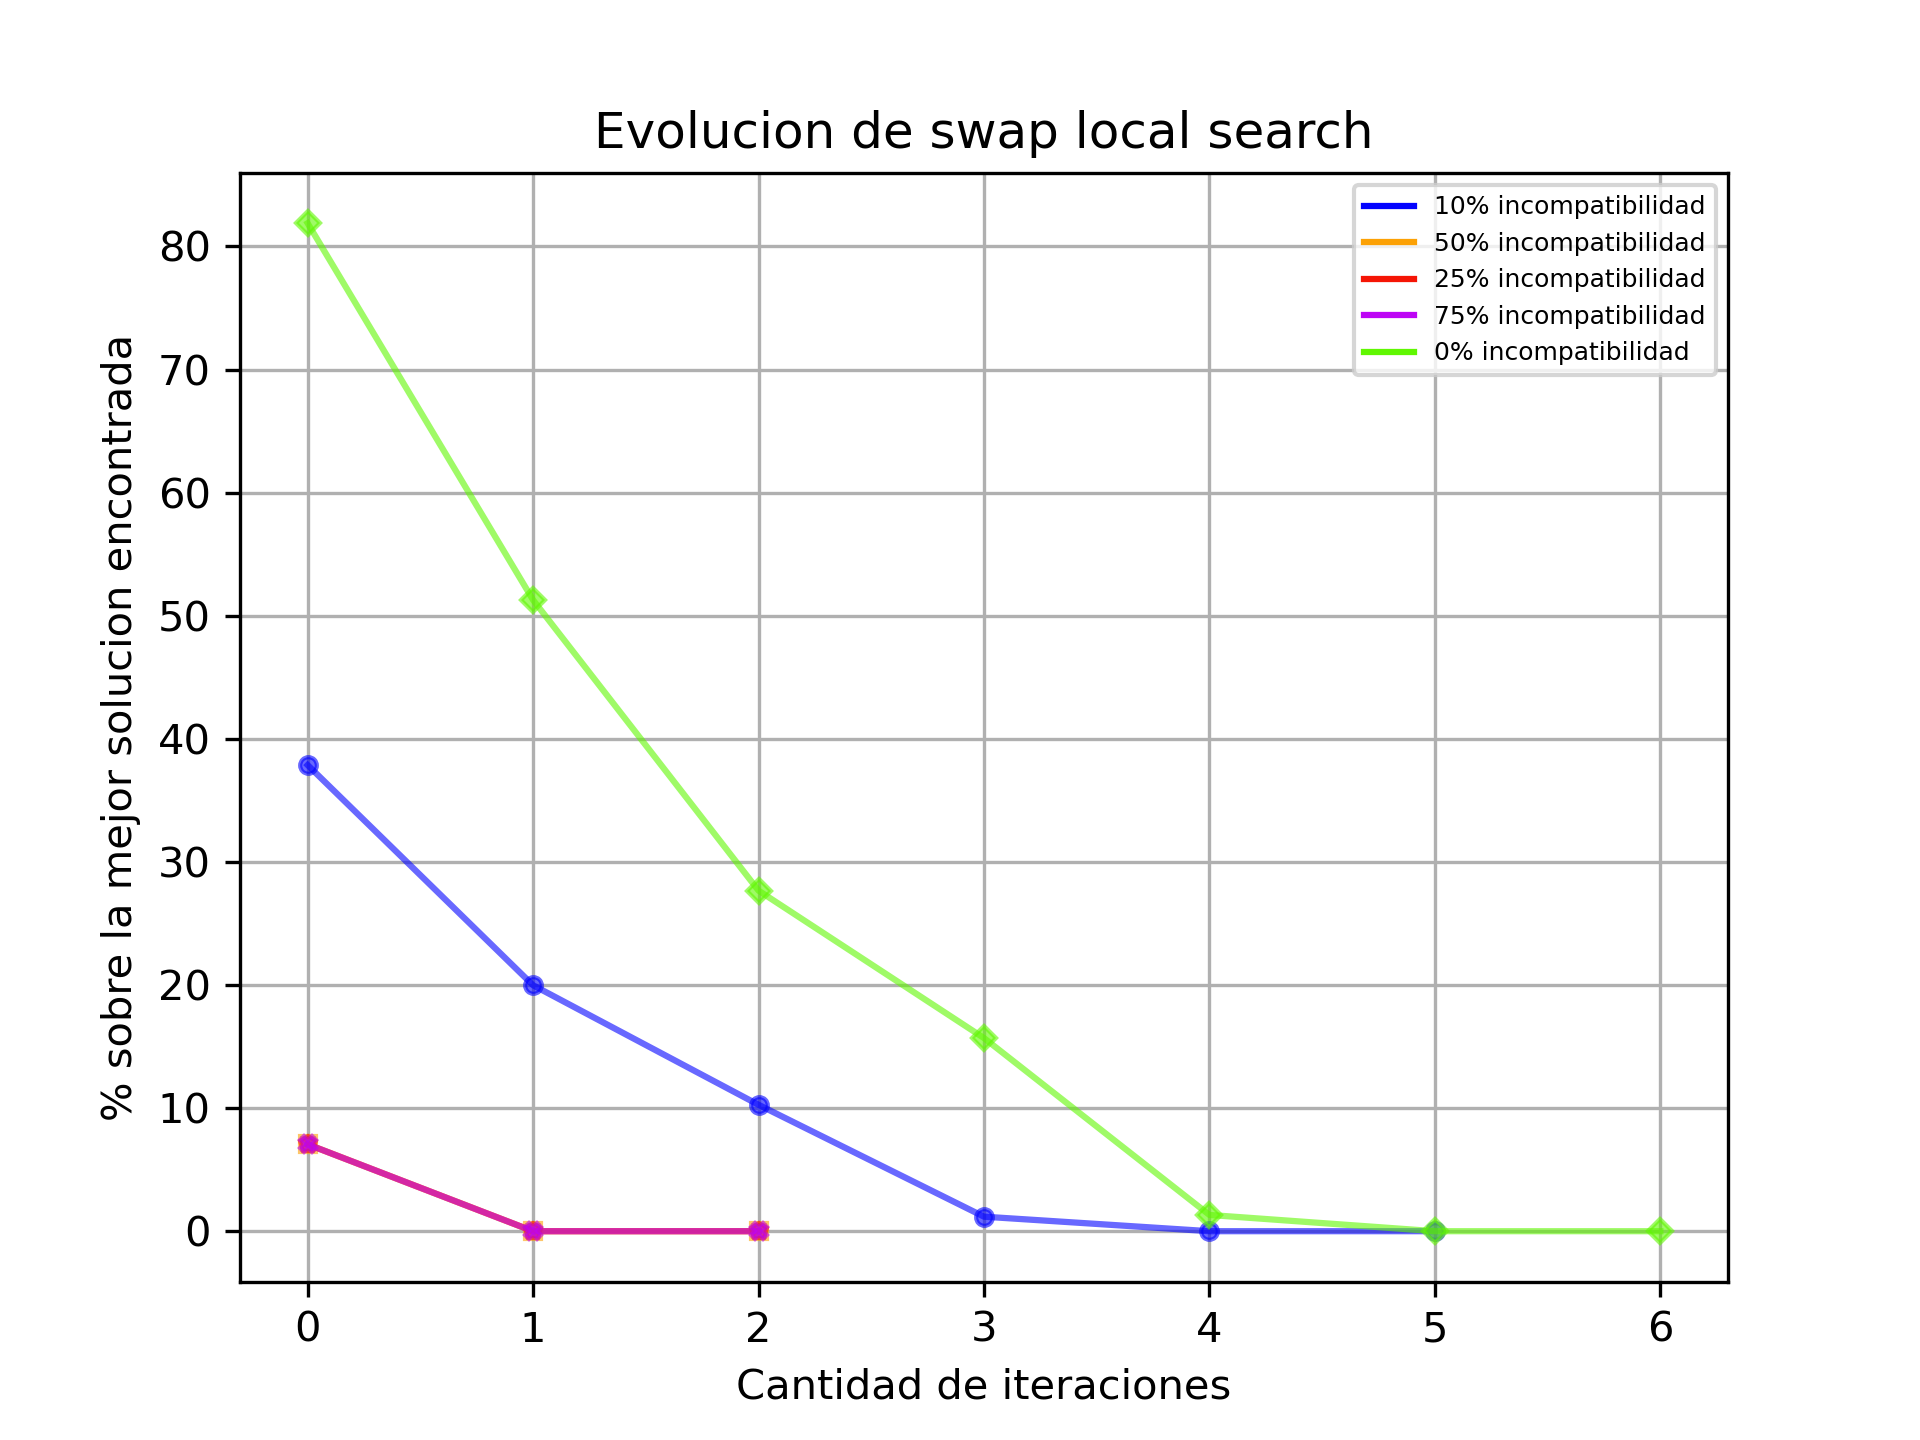 Evolucion de swap local search
10% incompatibilidad
50% incompatibilidad
25% incompatibilidad
75% incompatibilidad
0% incompatibilidad
% sobre la mejor solucion encontrada
80
70
60
50
40
30
20
10
0
0 1 2 3 4 5 6
Cantidad de iteraciones